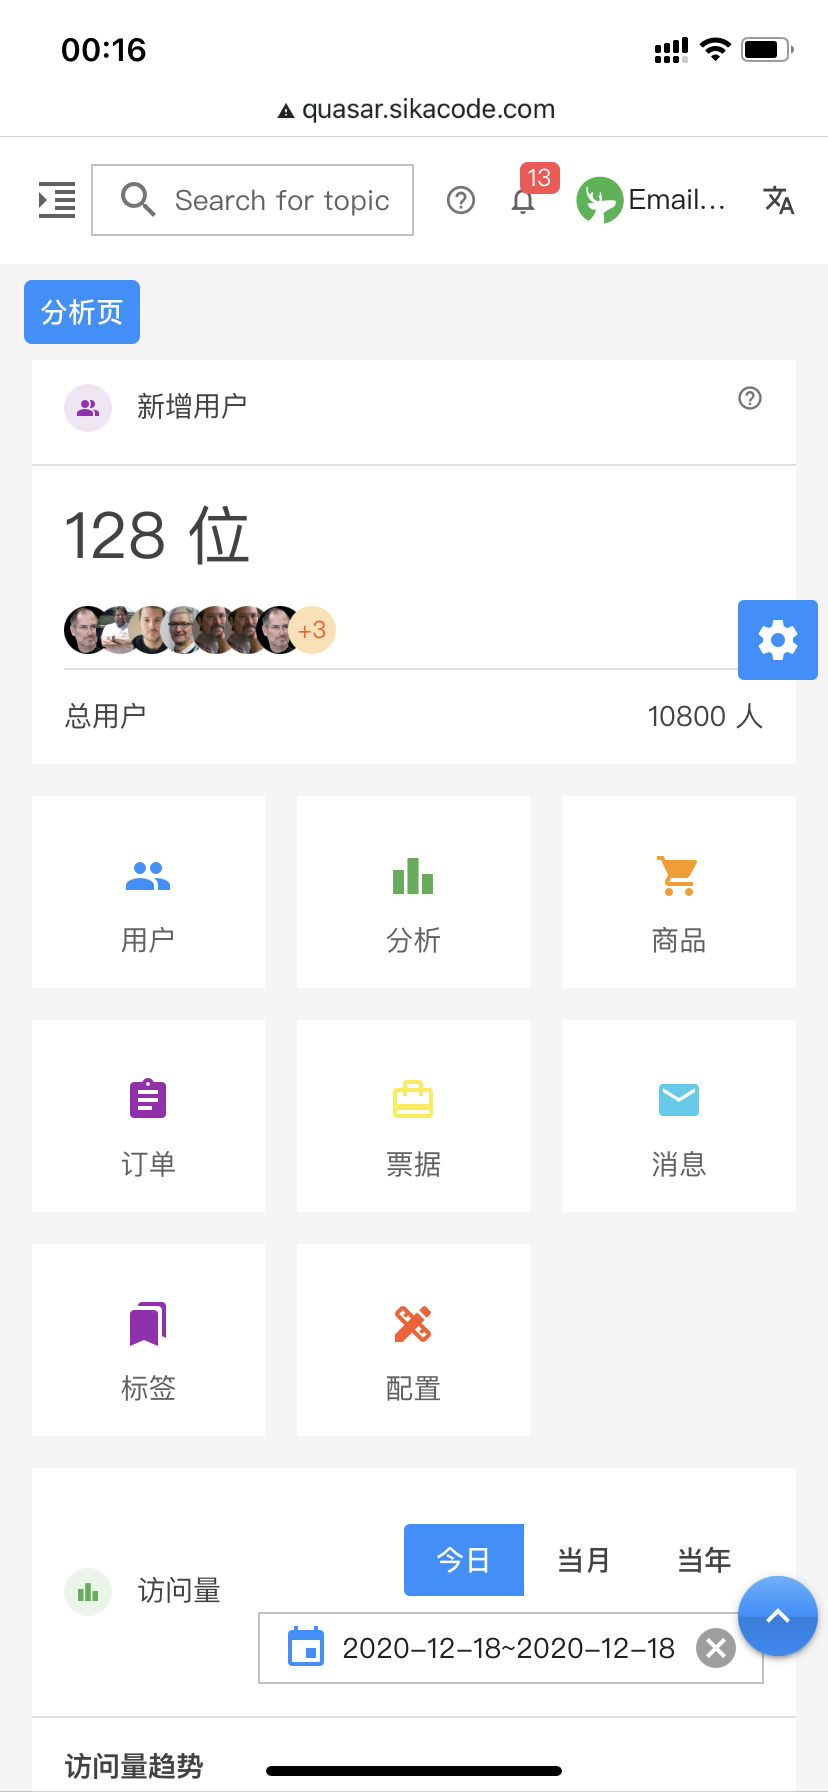 00:16
quasar.sikacode.com
Search for topic
13
Email...
分析页
新增用户
128 位
+3
总用户
10800 人
用户
分析
商品
订单
票据
消息
标签
配置
今日
当月
当年
访问量
2020-12-18~2020-12-18
访问量趋势